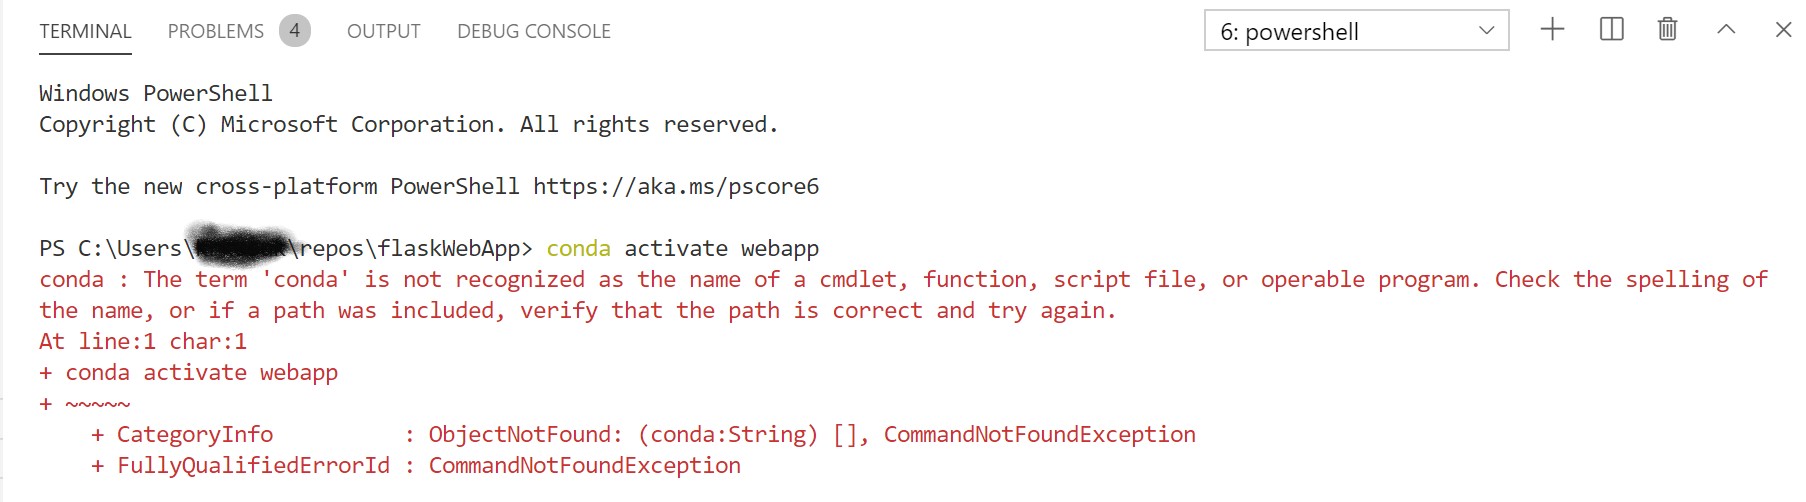 TERMINAL PROBLEMS 4 OUTPUT DEBUG CONSOLE 6: powershell
Windows PowerShell
Copyright (C) Microsoft Corporation. All rights reserved.
Try the new cross-platform PowerShell https://aka.ms/pscore6
PS C:\Users\ \repos\flaskWebApp> conda activate webapp
conda : The term 'conda' is not recognized as the name of a cmdlet, function, script file, or operable program. Check the spelling of
the name, or if a path was included, verify that the path is correct and try again.
At line:1 char:1
+ conda activate webapp
+ ~~~~~
    + CategoryInfo          : ObjectNotFound: (conda:String) [], CommandNotFoundException
    + FullyQualifiedErrorId : CommandNotFoundException